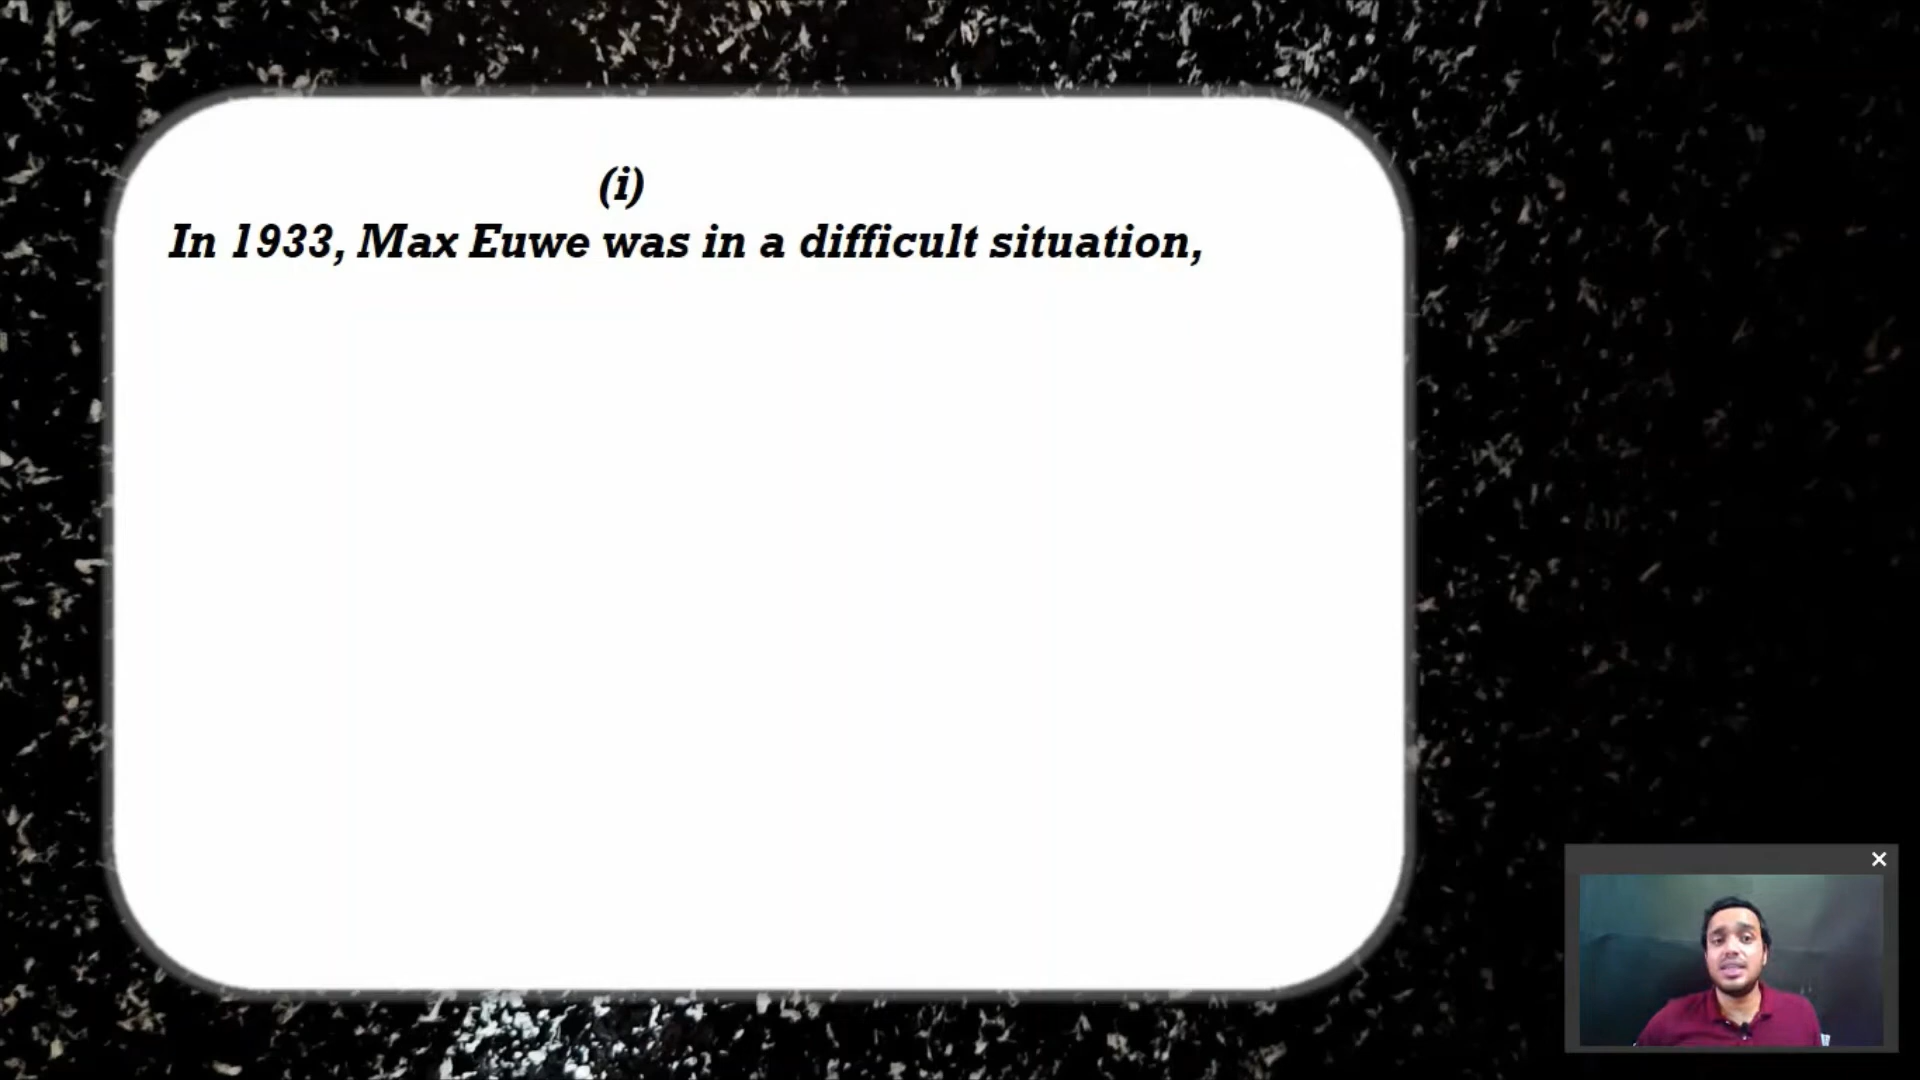 (i)
In 1933, Max Euwe was in a difficult situation,